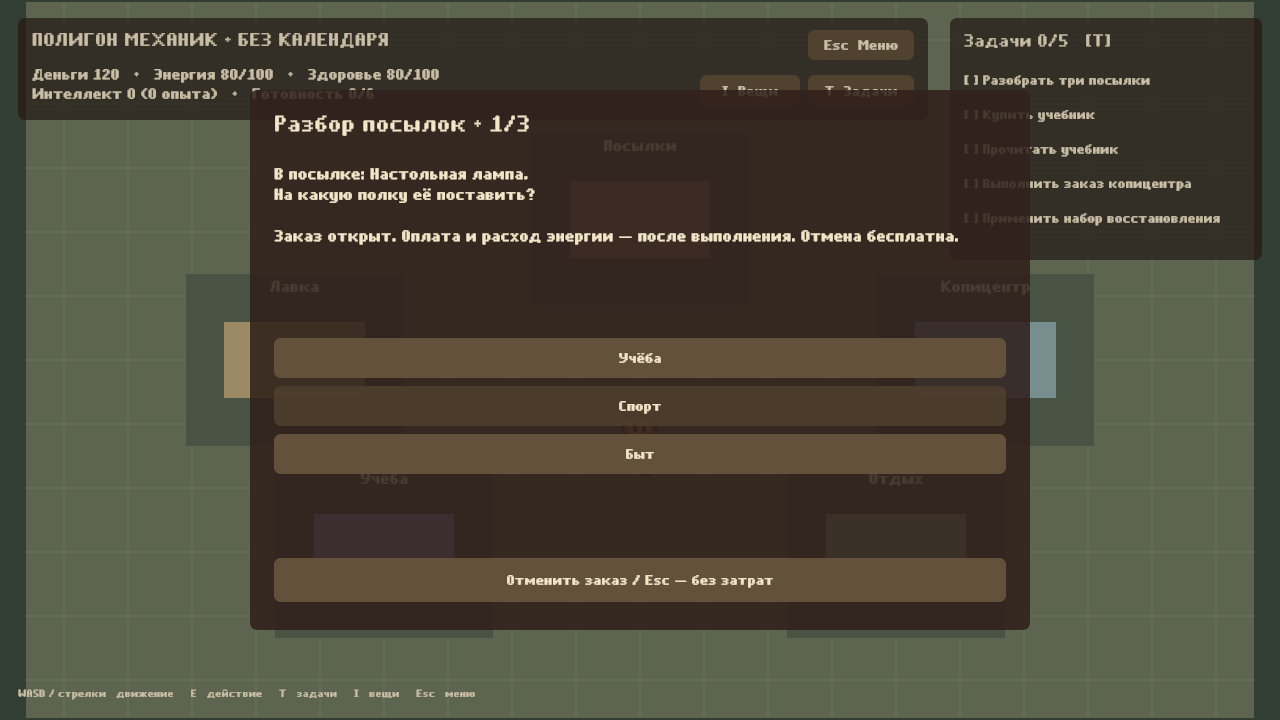 ПОЛИГОН МЕХАНИК • БЕЗ КАЛЕНДАРЯ
Деньги 120 • Энергия 80/100 • Здоровье 80/100
Интеллект 0 (0 опыта) • Готовность 0/6
Esc Меню
I Вещи
T Задачи
Задачи 0/5 [T]
[ ] Разобрать три посылки
[ ] Купить учебник
[ ] Прочитать учебник
[ ] Выполнить заказ копицентра
[ ] Применить набор восстановления
Разбор посылок • 1/3
Посылки
В посылке: Настольная лампа.
На какую полку её поставить?
Заказ открыт. Оплата и расход энергии — после выполнения. Отмена бесплатна.
Лавка
Копицентр
Учёба
Спорт
Быт
Учёба
Отдых
Отменить заказ / Esc — без затрат
WASD / стрелки движение E действие T задачи I вещи Esc меню